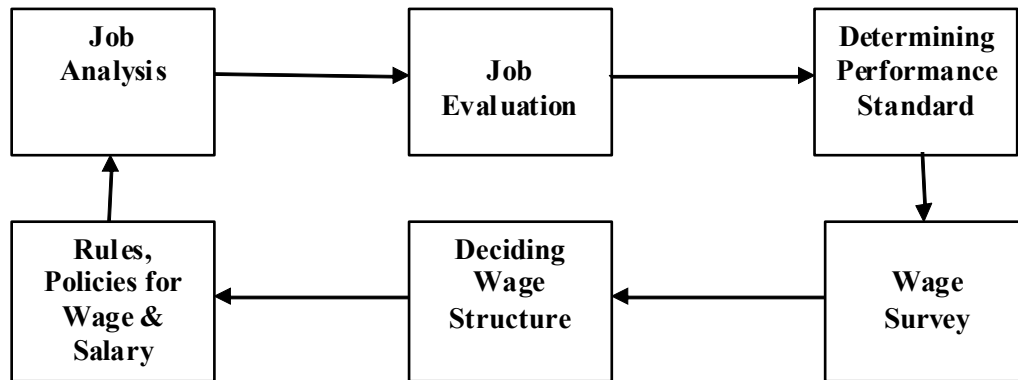 Job
Analysis
Job
Evaluation
Determining
Performance
Standard
Rules,
Policies for
Wage &
Salary
Deciding
Wage
Structure
Wage
Survey